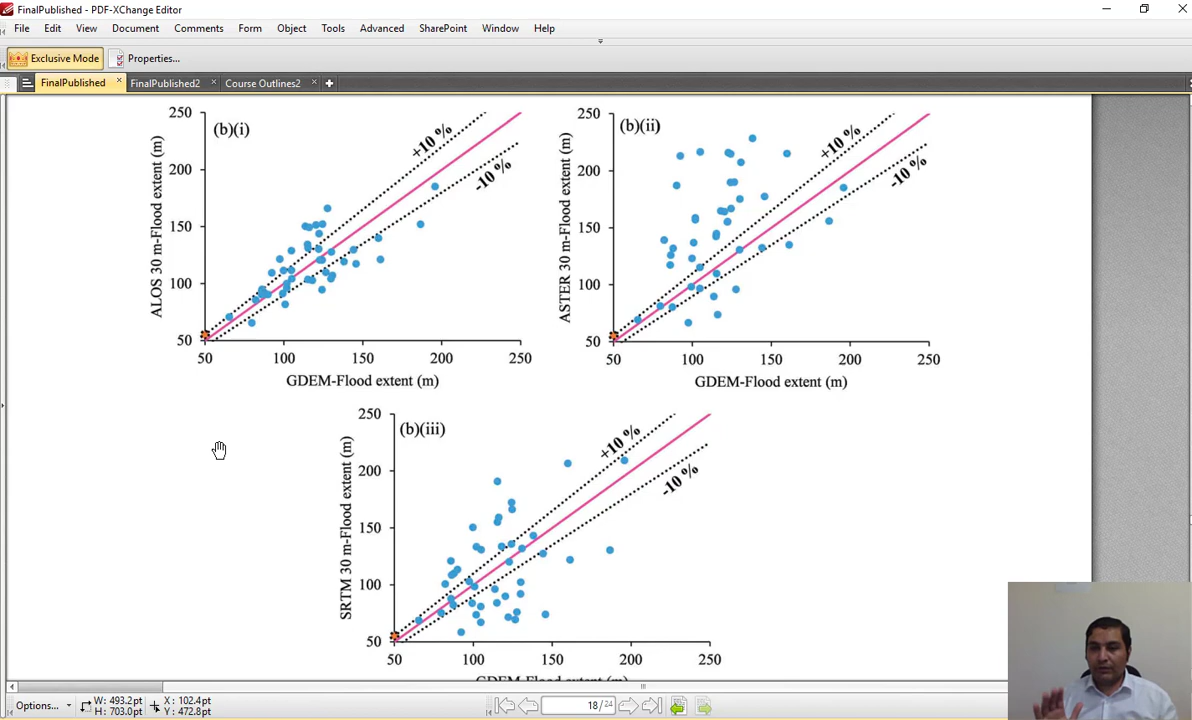 FinalPublished - PDF-XChange Editor
File Edit View Document Comments Form Object Tools Advanced SharePoint Window Help
Exclusive Mode Properties...
FinalPublished × FinalPublished2 × Course Outlines2 ×
(b)(i)
ALOS 30 m-Flood extent (m)
250
200
150
100
50
+10 %
-10 %
50 100 150 200 250
GDEM-Flood extent (m)
(b)(ii)
ASTER 30 m-Flood extent (m)
250
200
150
100
50
+10 %
-10 %
50 100 150 200 250
GDEM-Flood extent (m)
(b)(iii)
SRTM 30 m-Flood extent (m)
250
200
150
100
50
+10 %
-10 %
50 100 150 200 250
GDEM-Flood extent (m)
Options...
W: 493.2pt
H: 703.0pt
X: 102.4pt
Y: 472.8pt
18/24